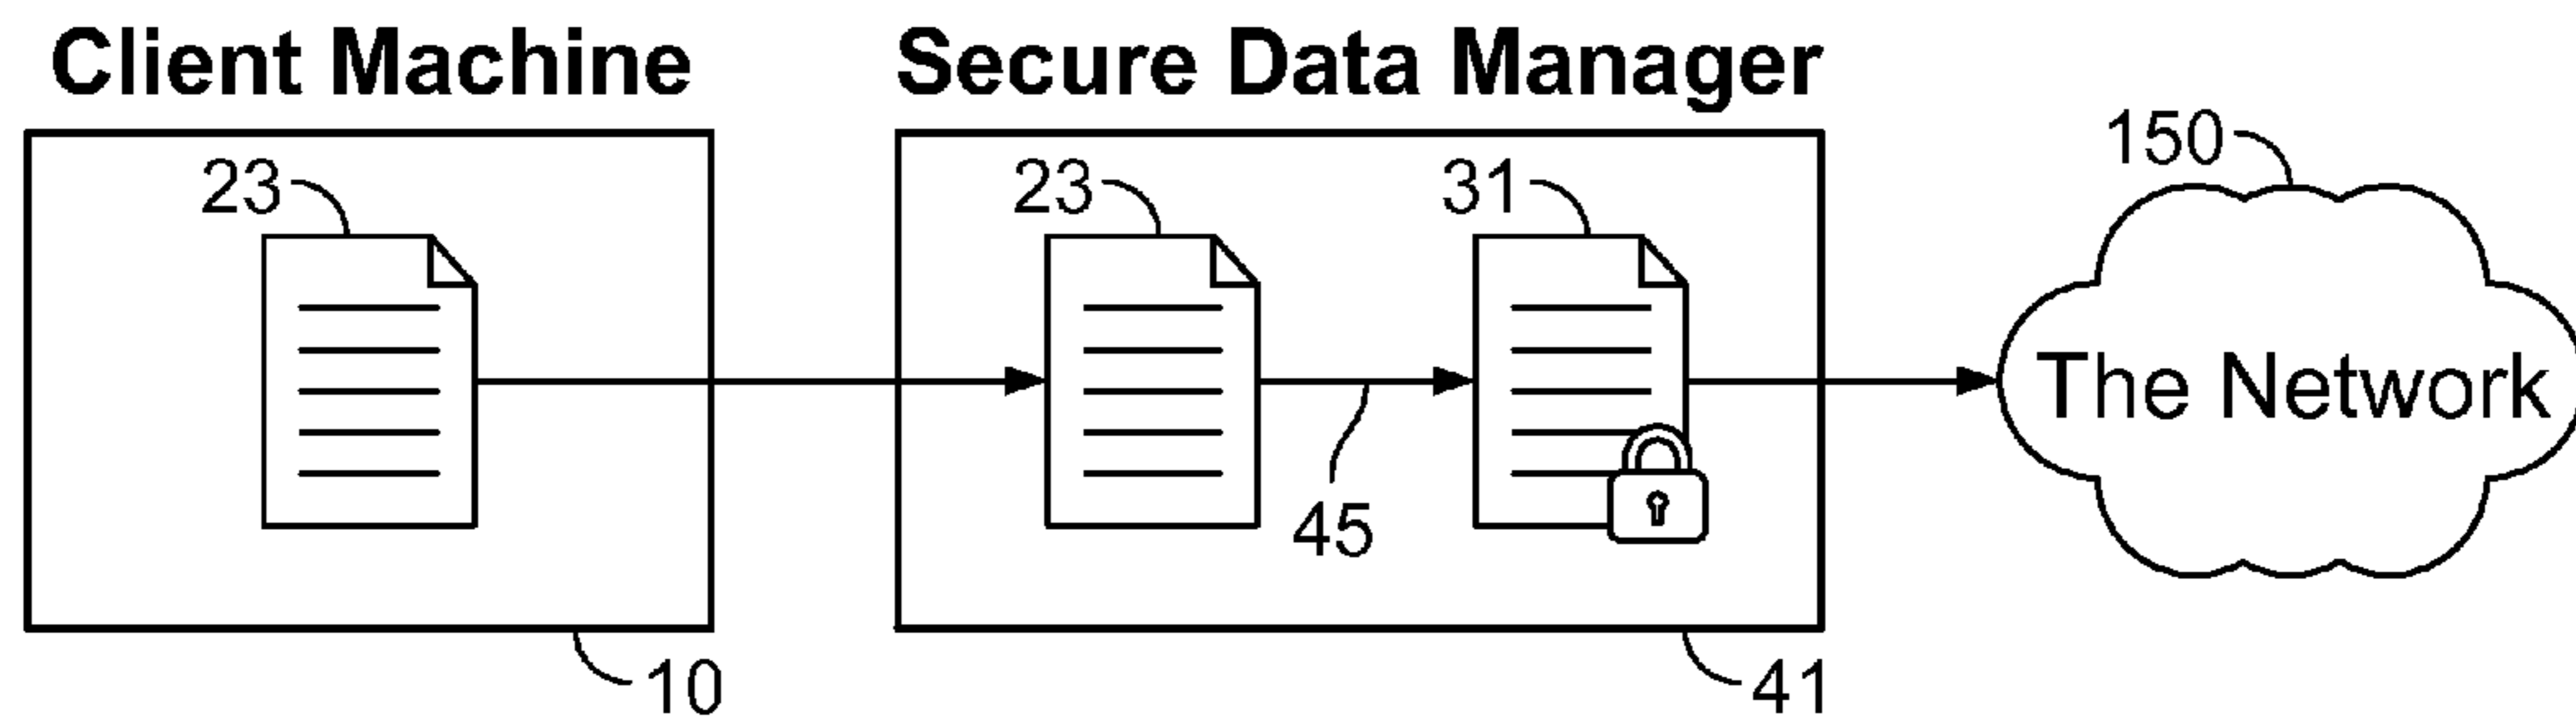 Client Machine
Secure Data Manager
150
23
23
31
The Network
45
10
41